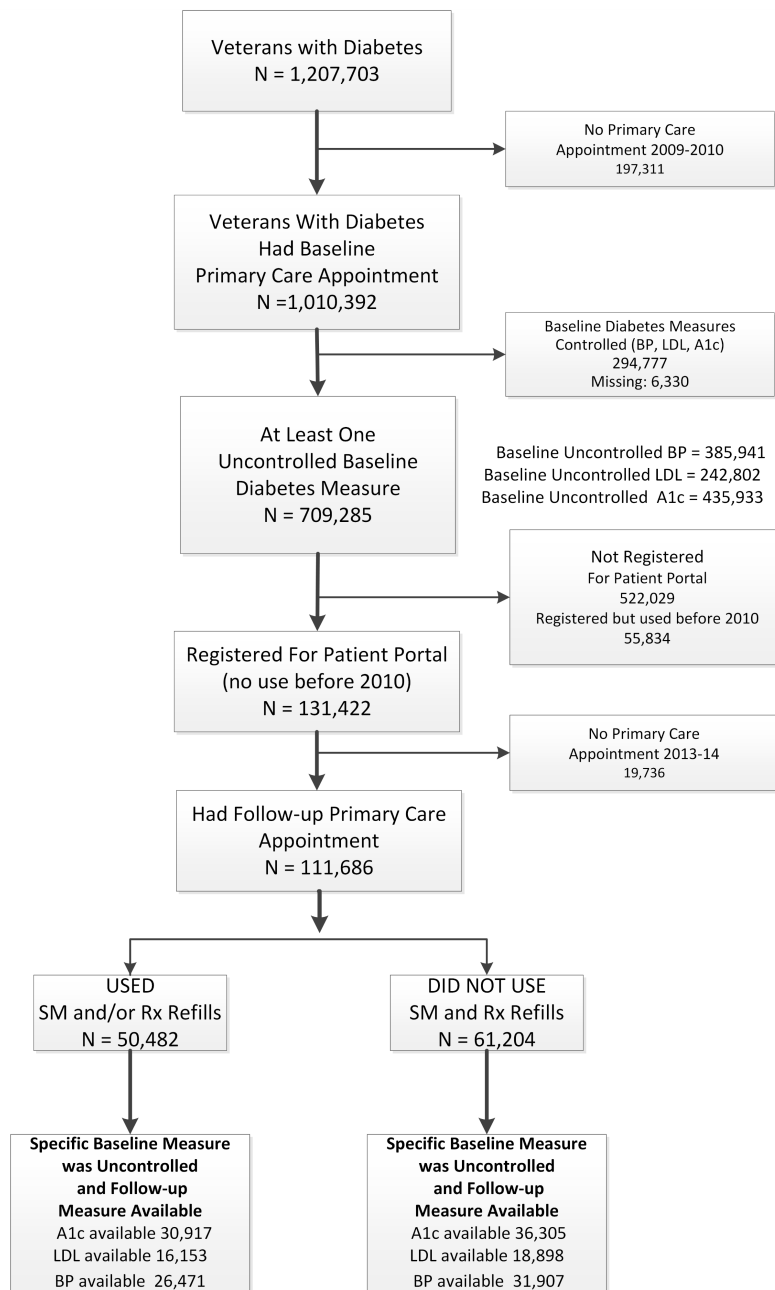 Veterans with Diabetes
N = 1,207,703
No Primary Care
Appointment 2009-2010
197,311
Veterans With Diabetes
Had Baseline
Primary Care Appointment
N =1,010,392
Baseline Diabetes Measures
Controlled (BP, LDL, A1c)
294,777
Missing: 6,330
At Least One
Uncontrolled Baseline
Diabetes Measure
N = 709,285
Baseline Uncontrolled BP = 385,941
Baseline Uncontrolled LDL = 242,802
Baseline Uncontrolled A1c = 435,933
Not Registered
For Patient Portal
522,029
Registered but used before 2010
55,834
Registered For Patient Portal
(no use before 2010)
N = 131,422
No Primary Care
Appointment 2013-14
19,736
Had Follow-up Primary Care
Appointment
N = 111,686
USED
SM and/or Rx Refills
N = 50,482
DID NOT USE
SM and Rx Refills
N = 61,204
Specific Baseline Measure
was Uncontrolled
and Follow-up
Measure Available
A1c available 30,917
LDL available 16,153
BP available 26,471
Specific Baseline Measure
was Uncontrolled
and Follow-up
Measure Available
A1c available 36,305
LDL available 18,898
BP available 31,907